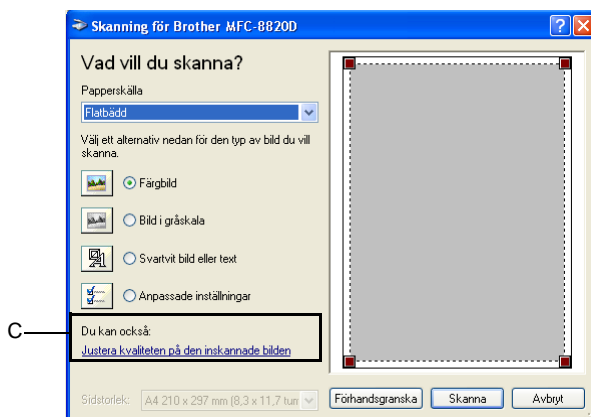 Skanning för Brother MFC-8820D
Vad vill du skanna?
Papperskälla
Flatbädd
Välj ett alternativ nedan för den typ av bild du vill
skanna.
Färgbild
Bild i gråskala
Svartvit bild eller text
Anpassade inställningar
C
Du kan också:
Justera kvaliteten på den inskannade bilden
Sidstorlek: A4 210 x 297 mm (8,3 x 11,7 tum
Förhandsgranska Skanna Avbryt